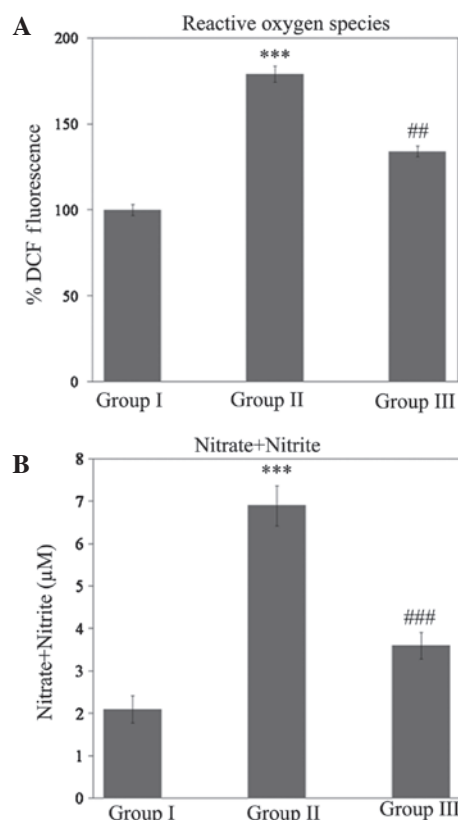 A
Reactive oxygen species
% DCF fluorescence
200
150
100
50
0
***
##
Group I
Group II
Group III
B
Nitrate+Nitrite
Nitrate+Nitrite (µM)
8
7
6
5
4
3
2
1
0
***
###
Group I
Group II
Group III